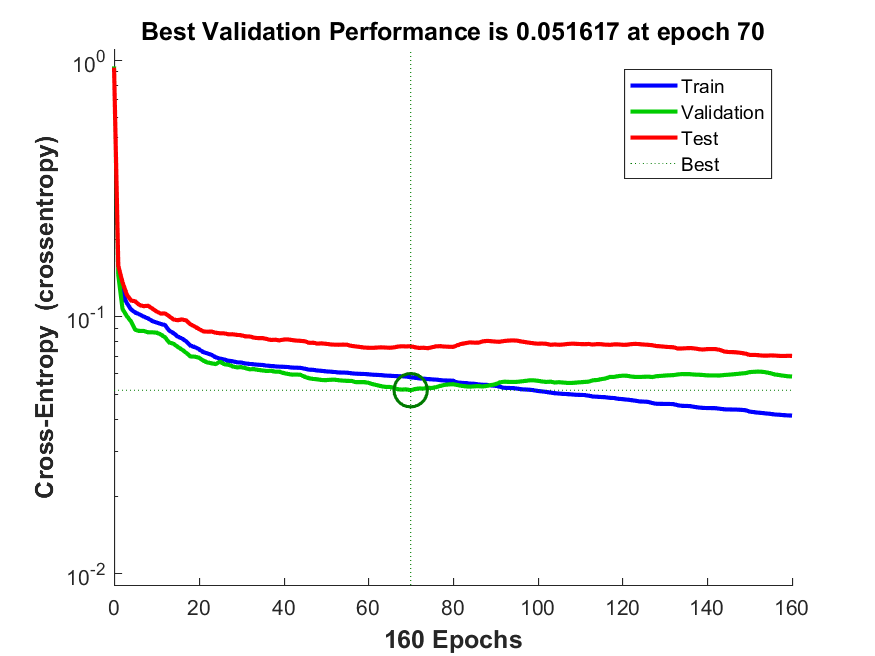 Best Validation Performance is 0.051617 at epoch 70
Cross-Entropy  (crossentropy)
10^0
10^-1
10^-2
Train
Validation
Test
Best
0 20 40 60 80 100 120 140 160
160 Epochs